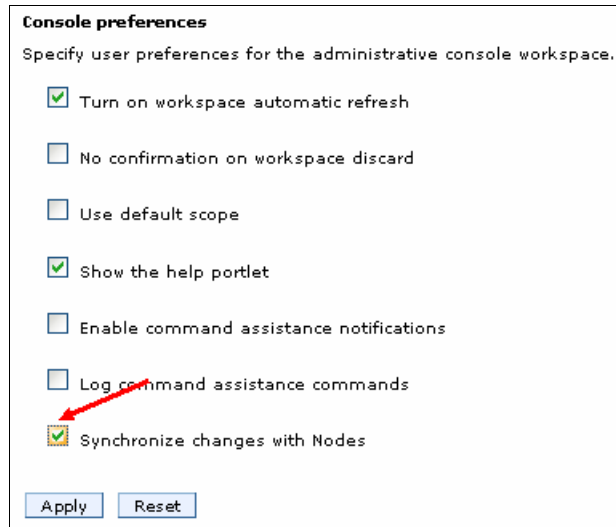 Console preferences
Specify user preferences for the administrative console workspace.
Turn on workspace automatic refresh
No confirmation on workspace discard
Use default scope
Show the help portlet
Enable command assistance notifications
Log command assistance commands
Synchronize changes with Nodes
Apply Reset